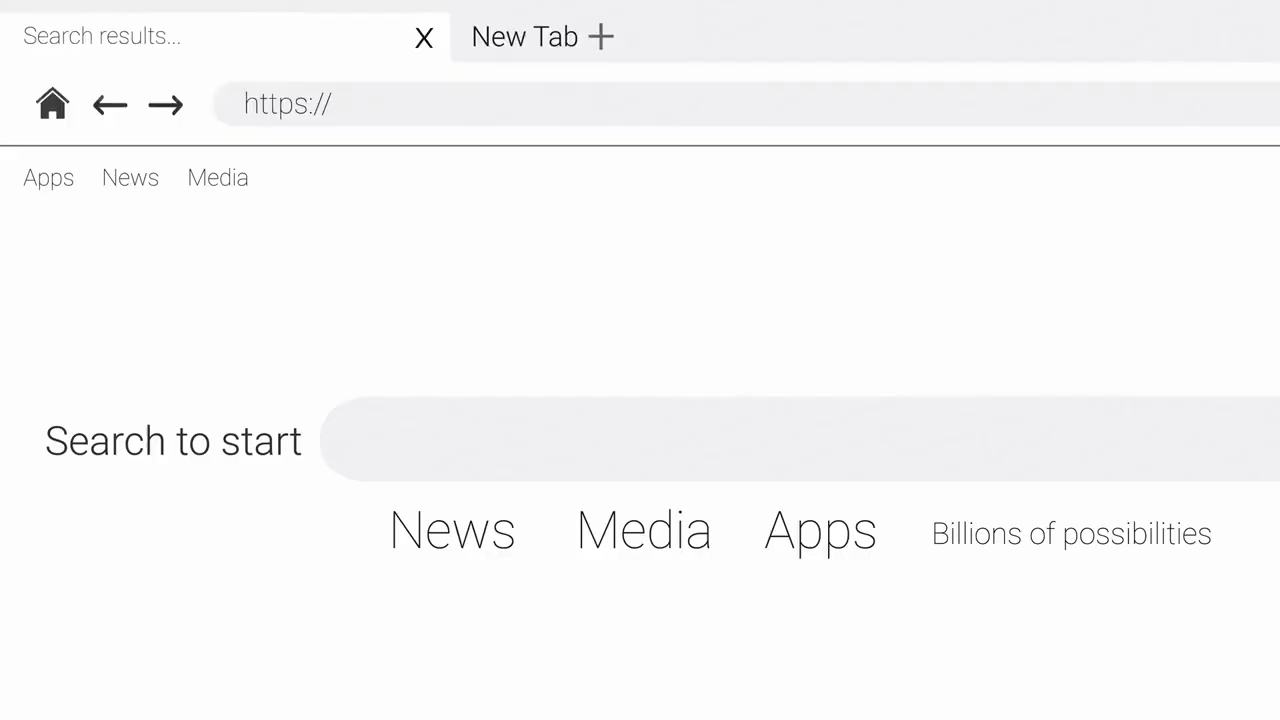 Search results... X New Tab +
https://
Apps News Media
Search to start
News Media Apps Billions of possibilities